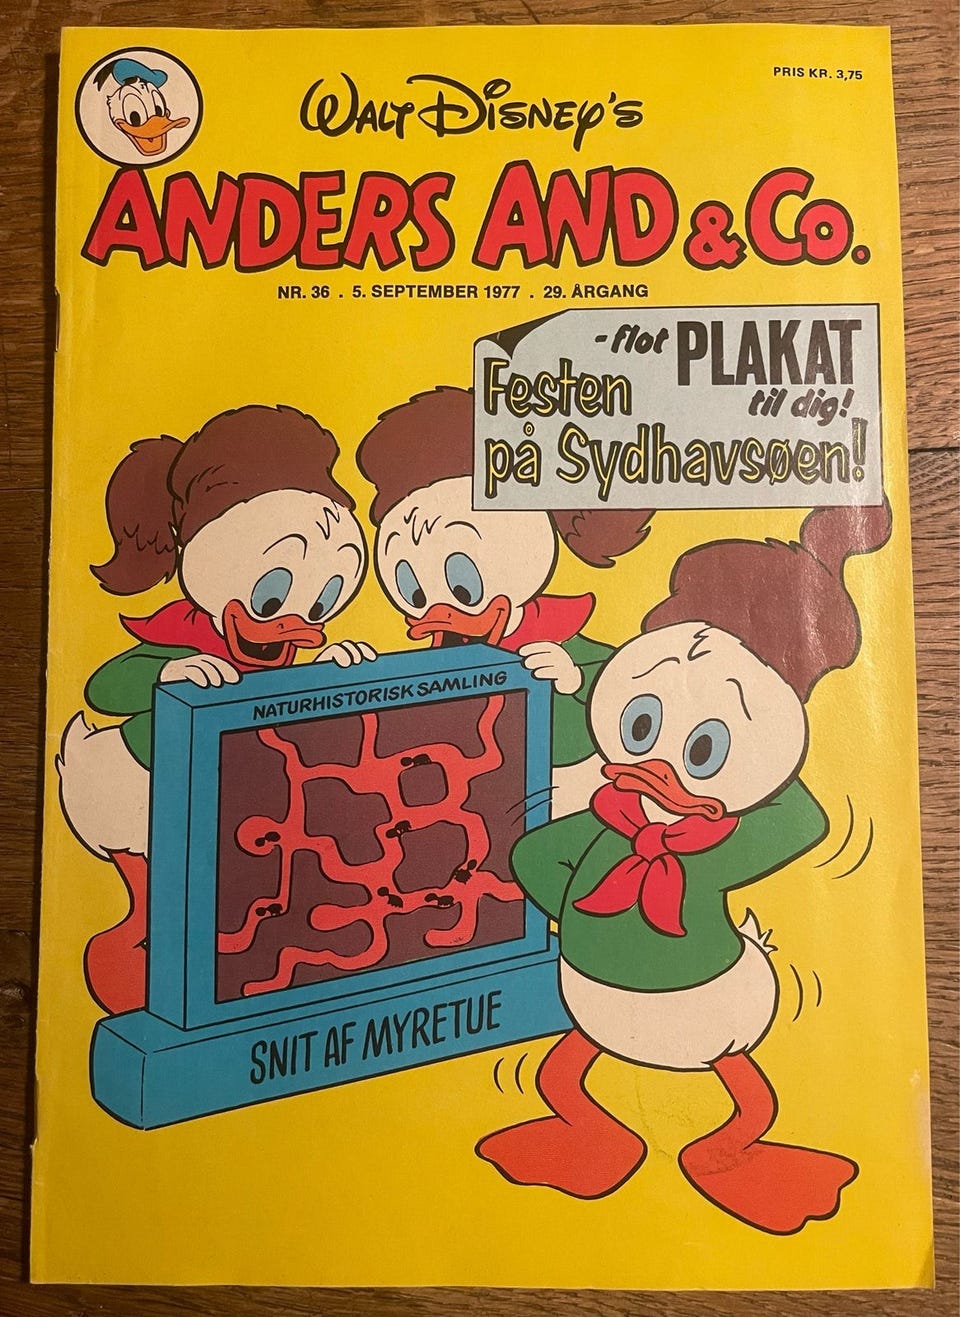 PRIS KR. 3,75
WALT DISNEY'S
ANDERS AND & CO.
NR. 36 . 5. SEPTEMBER 1977 . 29. ÅRGANG
- flot PLAKAT
til dig!
Festen
på Sydhavsøen!
NATURHISTORISK SAMLING
SNIT AF MYRETUE